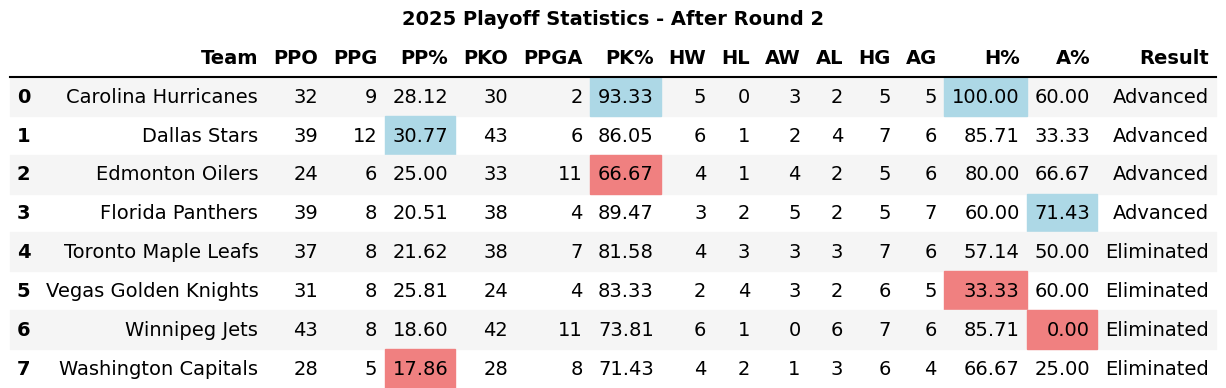 2025 Playoff Statistics - After Round 2
Team PPO PPG PP% PKO PPGA PK% HW HL AW AL HG AG H% A% Result
0 Carolina Hurricanes 32 9 28.12 30 2 93.33 5 0 3 2 5 5 100.00 60.00 Advanced
1 Dallas Stars 39 12 30.77 43 6 86.05 6 1 2 4 7 6 85.71 33.33 Advanced
2 Edmonton Oilers 24 6 25.00 33 11 66.67 4 1 4 2 5 6 80.00 66.67 Advanced
3 Florida Panthers 39 8 20.51 38 4 89.47 3 2 5 2 5 7 60.00 71.43 Advanced
4 Toronto Maple Leafs 37 8 21.62 38 7 81.58 4 3 3 3 7 6 57.14 50.00 Eliminated
5 Vegas Golden Knights 31 8 25.81 24 4 83.33 2 4 3 2 6 5 33.33 60.00 Eliminated
6 Winnipeg Jets 43 8 18.60 42 11 73.81 6 1 0 6 7 6 85.71 0.00 Eliminated
7 Washington Capitals 28 5 17.86 28 8 71.43 4 2 1 3 6 4 66.67 25.00 Eliminated